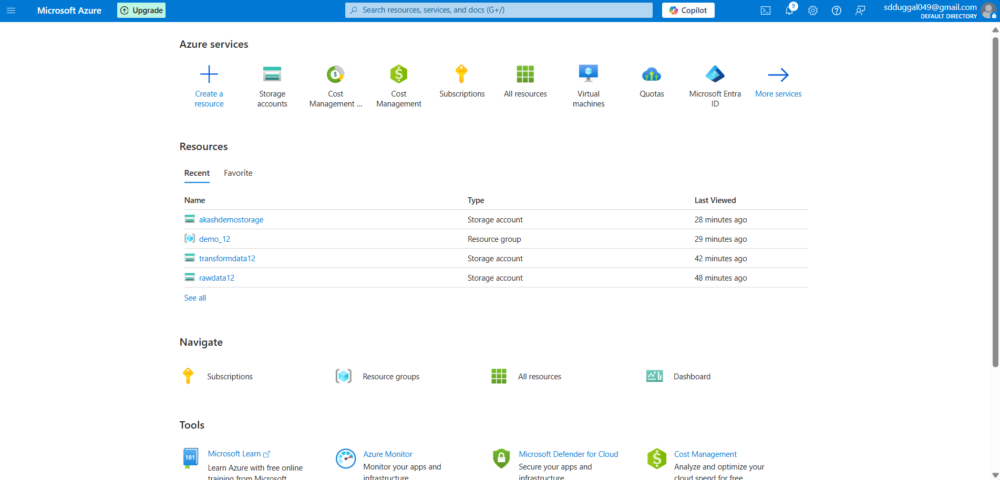 Microsoft Azure
Upgrade
Search resources, services, and docs (G+/)
Copilot
9
sdduggal049@gmail.com
DEFAULT DIRECTORY
Azure services
Create a resource
Storage accounts
Cost Management ...
Cost Management
Subscriptions
All resources
Virtual machines
Quotas
Microsoft Entra ID
More services
Resources
Recent Favorite
Name Type Last Viewed
akashdemostorage Storage account 28 minutes ago
demo_12 Resource group 29 minutes ago
transformdata12 Storage account 42 minutes ago
rawdata12 Storage account 48 minutes ago
See all
Navigate
Subscriptions Resource groups All resources Dashboard
Tools
101
Microsoft Learn
Learn Azure with free online
training from Microsoft
Azure Monitor
Monitor your apps and
infrastructure
Microsoft Defender for Cloud
Secure your apps and
infrastructure
Cost Management
Analyze and optimize your
cloud spend for free